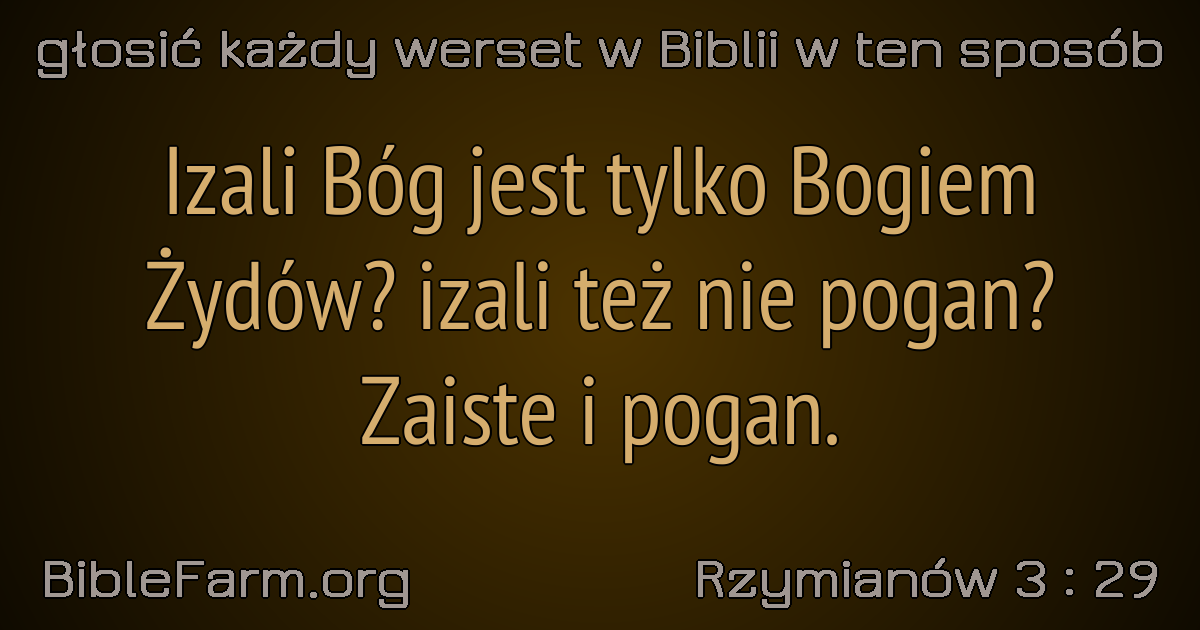 głosić każdy werset w Biblii w ten sposób
Izali Bóg jest tylko Bogiem
Żydów? izali też nie pogan?
Zaiste i pogan.
BibleFarm.org
Rzymianów 3 : 29